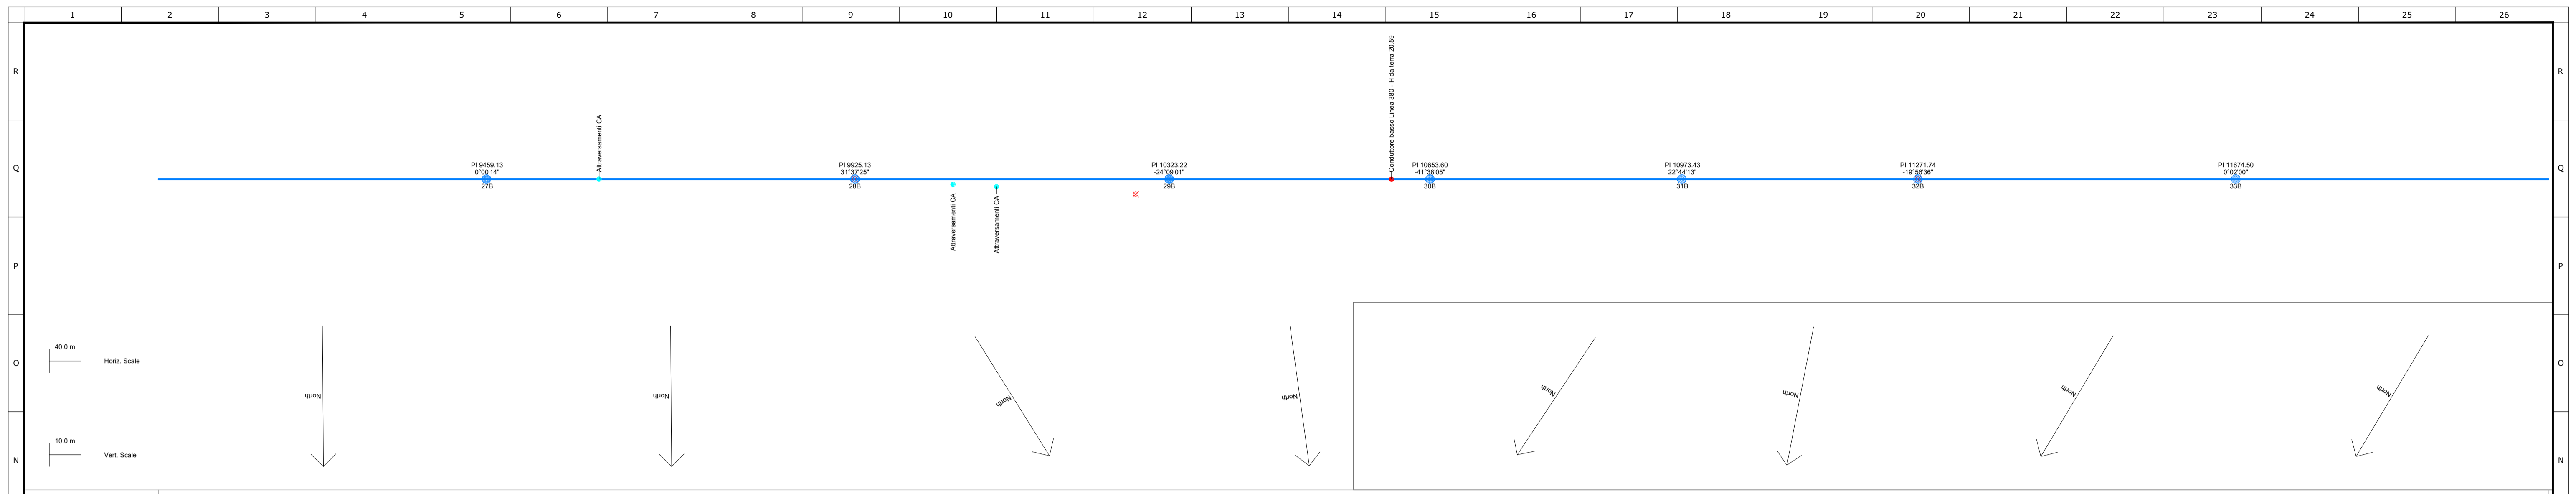 1 2 3 4 5 6 7 8 9 10 11 12 13 14 15 16 17 18 19 20 21 22 23 24 25 26
R R
Conduttore basso Linea 380 - H da terra 20.59
Attraversamenti CA
Q Q
PI 9459.13
0°00'14"
27B
PI 9925.13
31°37'25"
28B
PI 10323.22
-24°09'01"
29B
PI 10653.60
-41°38'05"
30B
PI 10973.43
22°44'13"
31B
PI 11271.74
-19°56'36"
32B
PI 11674.50
0°02'00"
33B
Attraversamenti CA
Attraversamenti CA
P P
O O
40.0 m
Horiz. Scale
North
North
North
North
North
North
North
North
10.0 m
Vert. Scale
N N